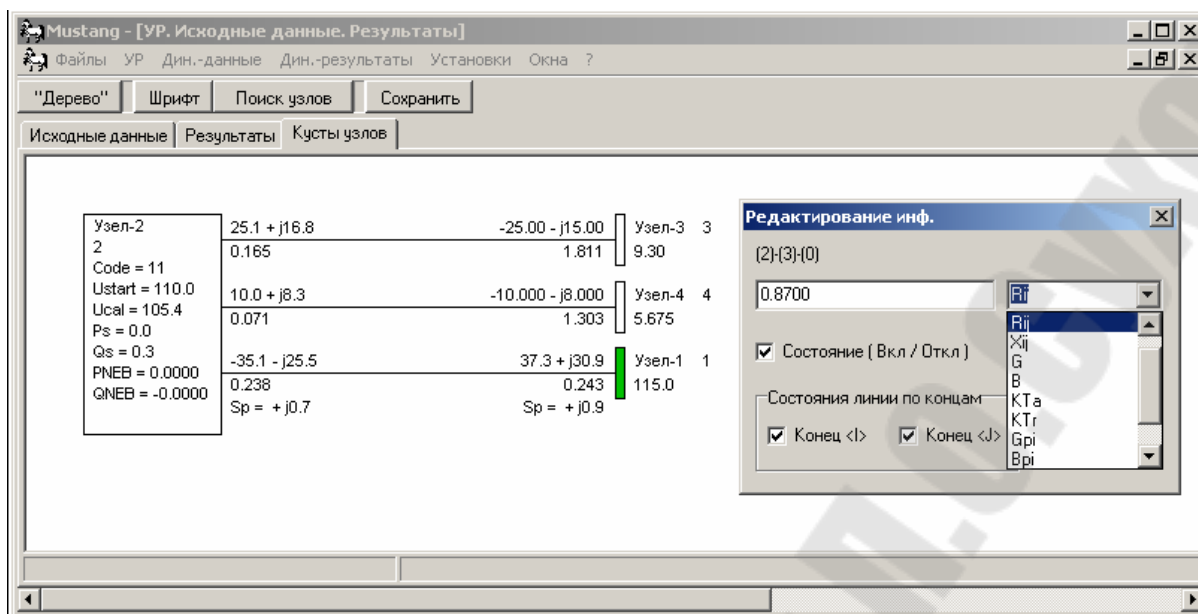 Mustang - [УР. Исходные данные. Результаты]
Файлы УР Дин.-данные Дин.-результаты Установки Окна ?
"Дерево" Шрифт Поиск узлов Сохранить
Исходные данные Результаты Кусты узлов
Узел-2
2
Code = 11
Ustart = 110.0
Ucal = 105.4
Ps = 0.0
Qs = 0.3
PNEB = 0.0000
QNEB = -0.0000
25.1 + j16.8 -25.00 - j15.00 Узел-3 3
0.165 1.811 9.30
10.0 + j8.3 -10.000 - j8.000 Узел-4 4
0.071 1.303 5.675
-35.1 - j25.5 37.3 + j30.9 Узел-1 1
0.238 0.243 115.0
Sp = + j0.7 Sp = + j0.9
Редактирование инф.
(2)-(3)-(0)
0.8700 Rij
Rij
Xij
G
B
KTa
KTr
Gpi
Bpi
Состояние ( Вкл / Откл )
Состояния линии по концам
Конец <I> Конец <J>